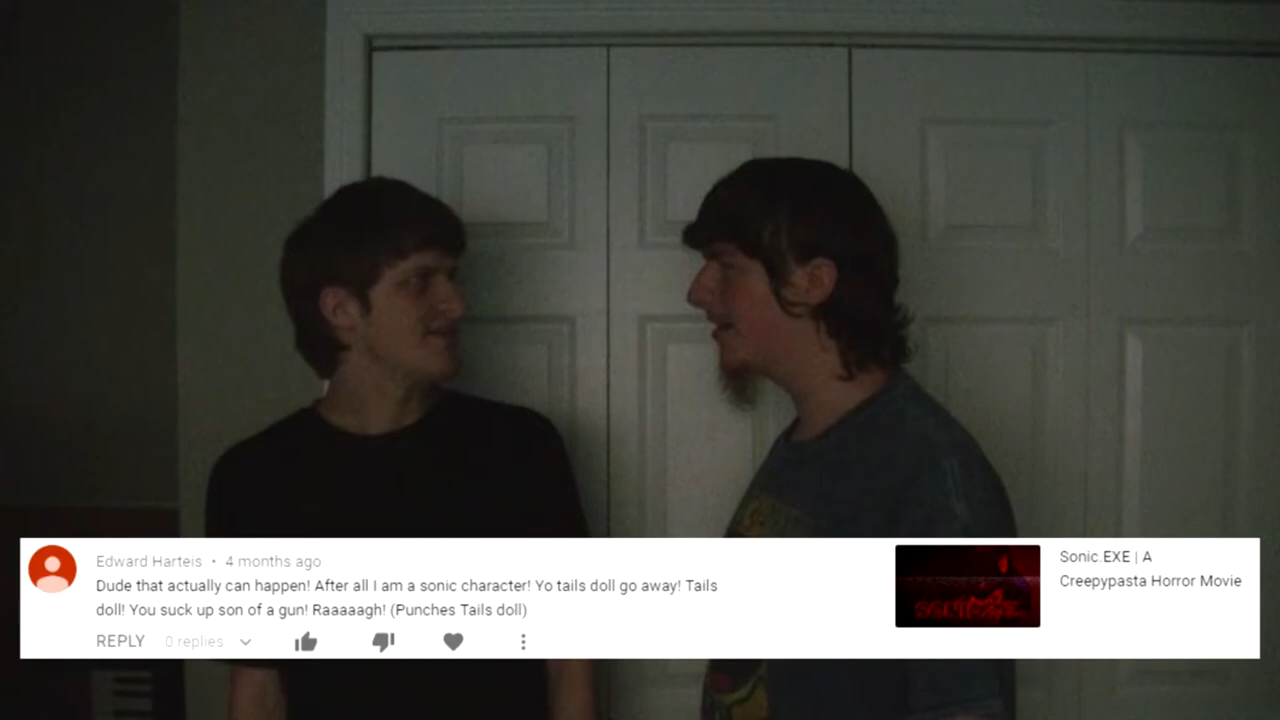 Edward Harteis • 4 months ago
Dude that actually can happen! After all I am a sonic character! Yo tails doll go away! Tails
doll! You suck up son of a gun! Raaaaagh! (Punches Tails doll)
REPLY 0 replies
Sonic.EXE | A
Creepypasta Horror Movie